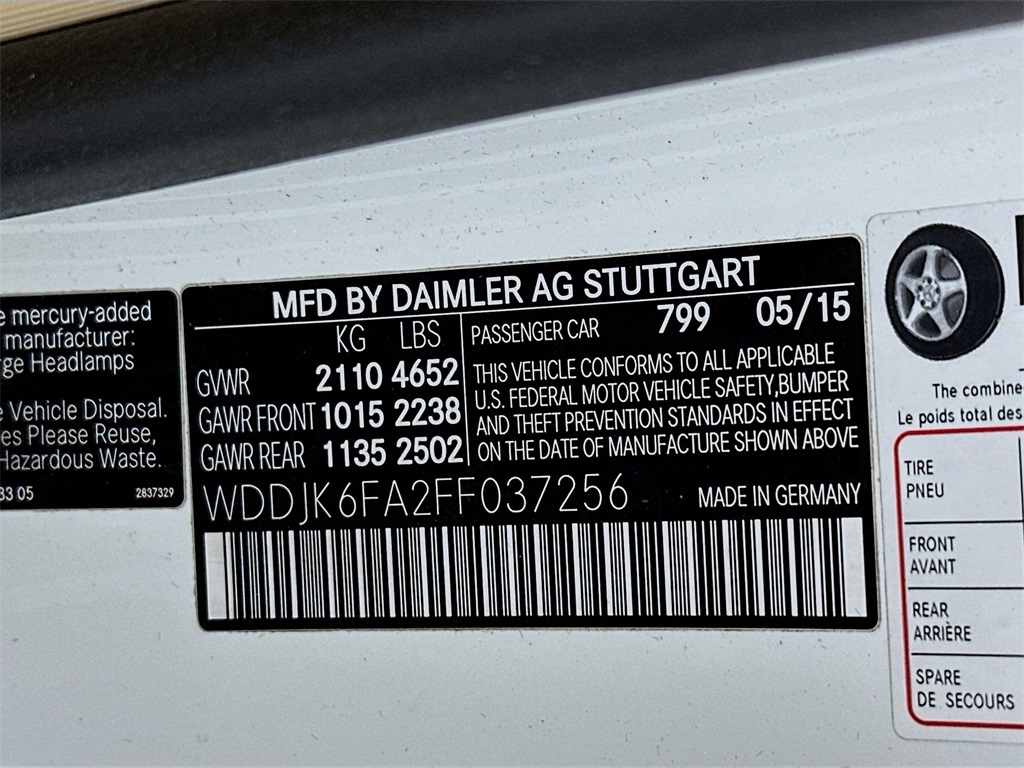 e mercury-added
manufacturer:
rge Headlamps
e Vehicle Disposal.
es Please Reuse,
Hazardous Waste.
33 05 2837329
MFD BY DAIMLER AG STUTTGART
KG LBS
GVWR 2110 4652
GAWR FRONT 1015 2238
GAWR REAR 1135 2502
PASSENGER CAR 799 05/15
THIS VEHICLE CONFORMS TO ALL APPLICABLE
U.S. FEDERAL MOTOR VEHICLE SAFETY,BUMPER
AND THEFT PREVENTION STANDARDS IN EFFECT
ON THE DATE OF MANUFACTURE SHOWN ABOVE
WDDJK6FA2FF037256 MADE IN GERMANY
The combine
Le poids total des
TIRE
PNEU
FRONT
AVANT
REAR
ARRIÈRE
SPARE
DE SECOURS